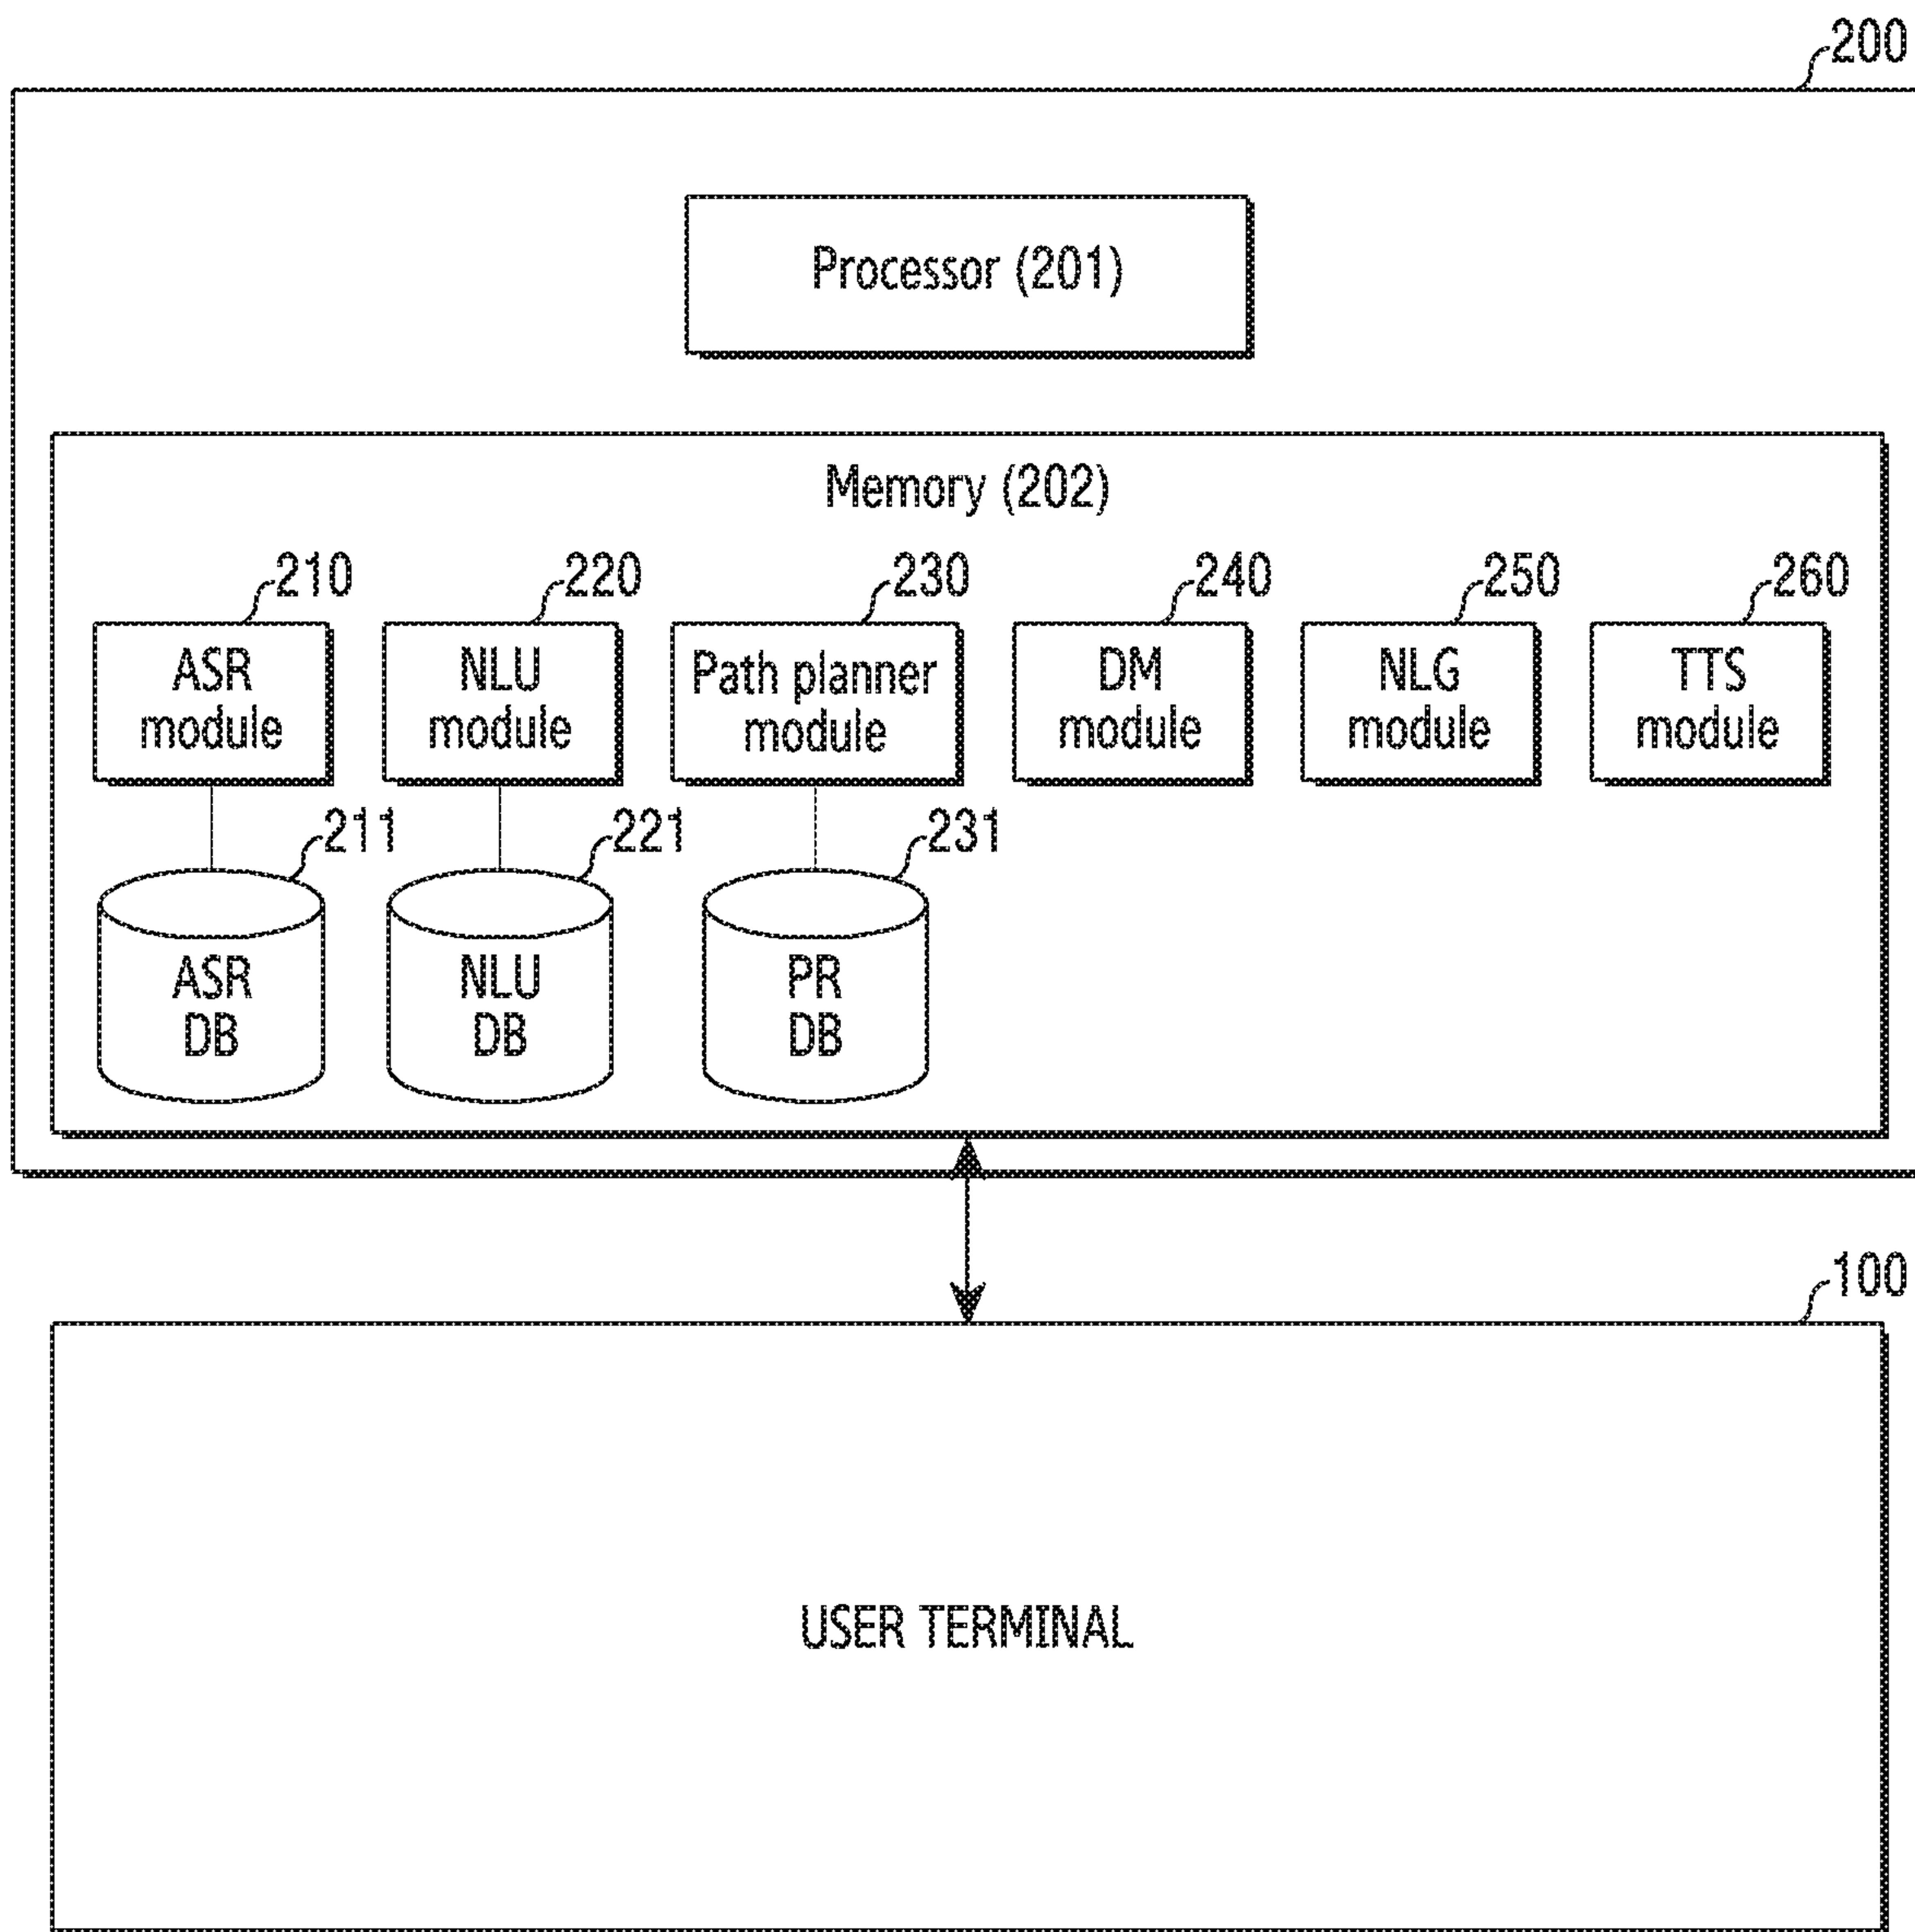 200
Processor (201)
Memory (202)
210
220
230
240
250
260
ASR
module
NLU
module
Path planner
module
DM
module
NLG
module
TTS
module
211
221
231
ASR
DB
NLU
DB
PR
DB
100
USER TERMINAL